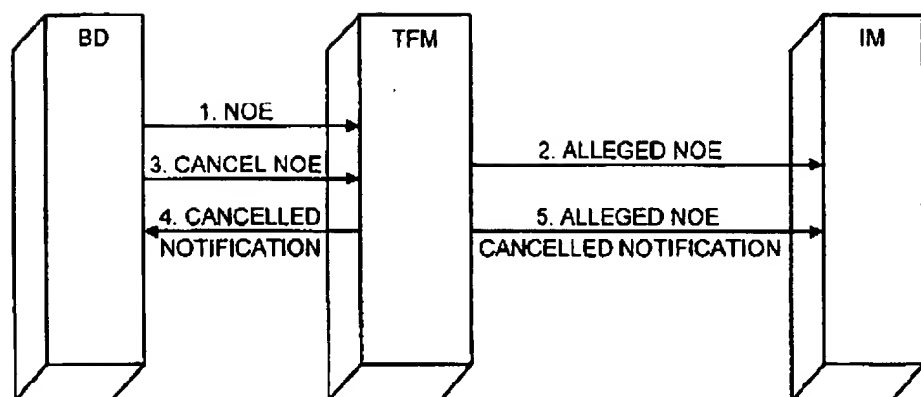 BD
TFM
IM
1. NOE
2. ALLEGED NOE
3. CANCEL NOE
4. CANCELLED
NOTIFICATION
5. ALLEGED NOE
CANCELLED NOTIFICATION